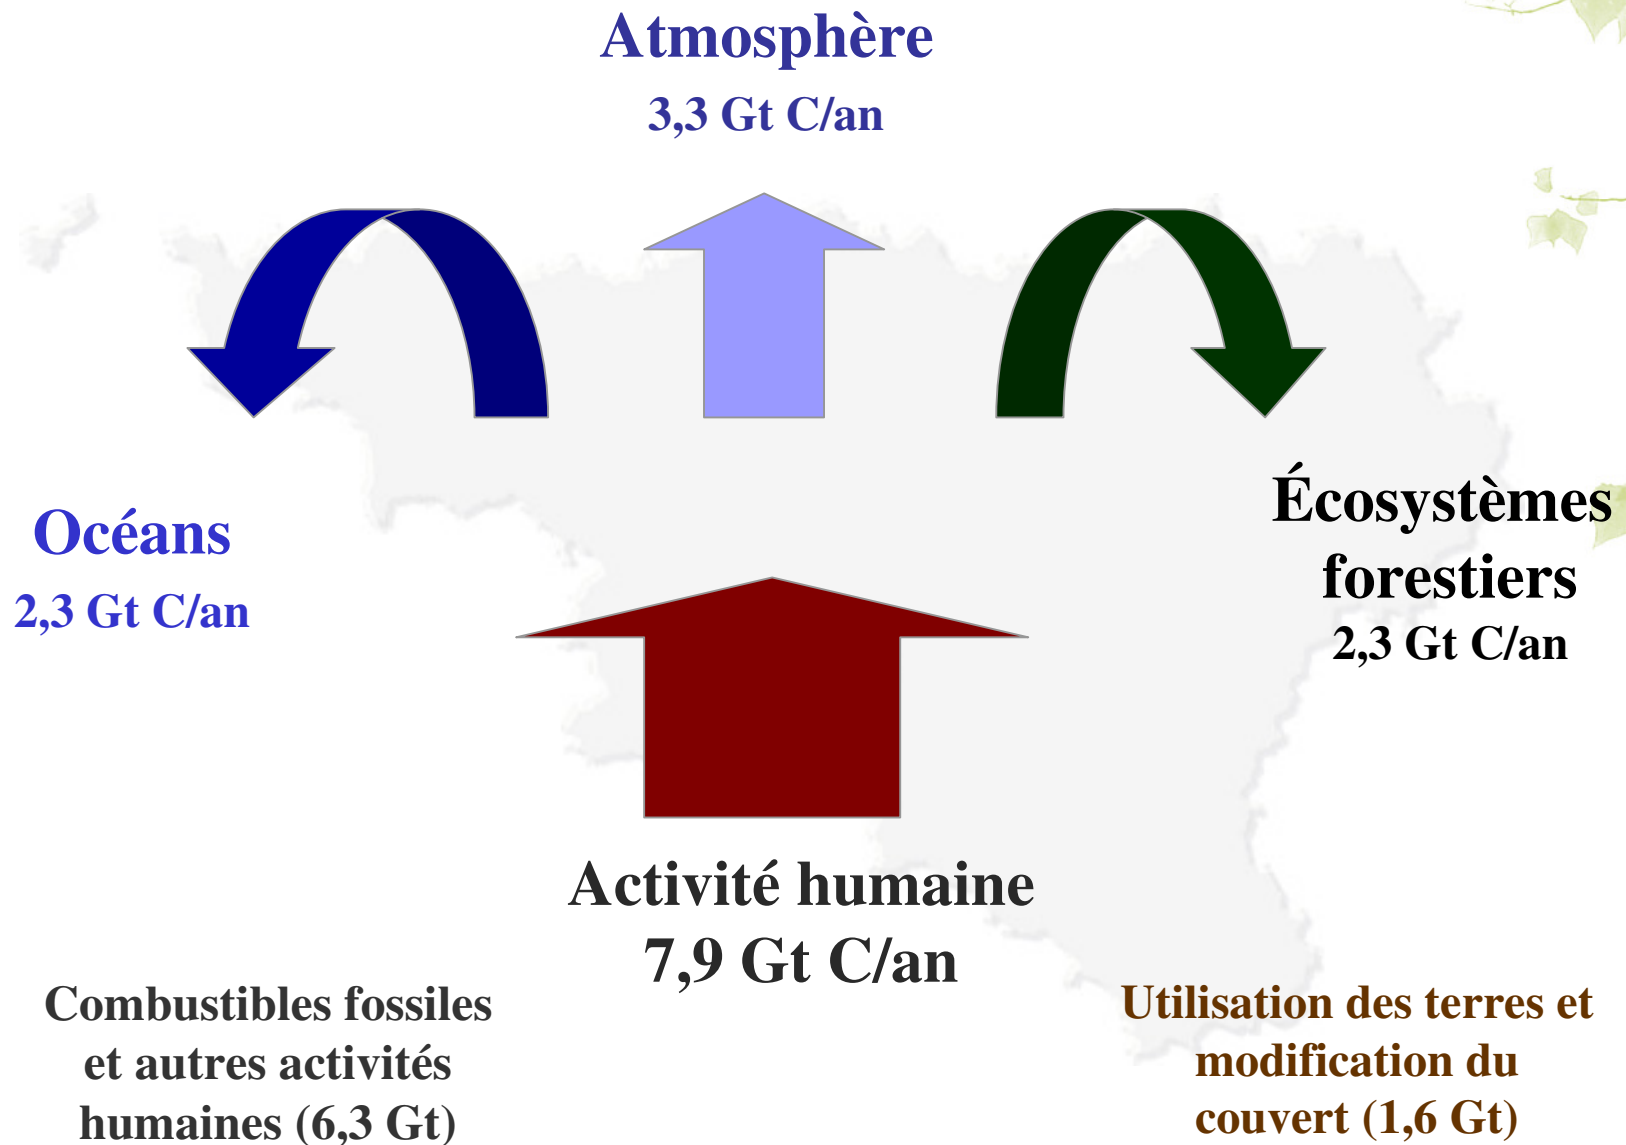 Atmosphère
3,3 Gt C/an
Océans
2,3 Gt C/an
Écosystèmes
forestiers
2,3 Gt C/an
Activité humaine
7,9 Gt C/an
Combustibles fossiles
et autres activités
humaines (6,3 Gt)
Utilisation des terres et
modification du
couvert (1,6 Gt)